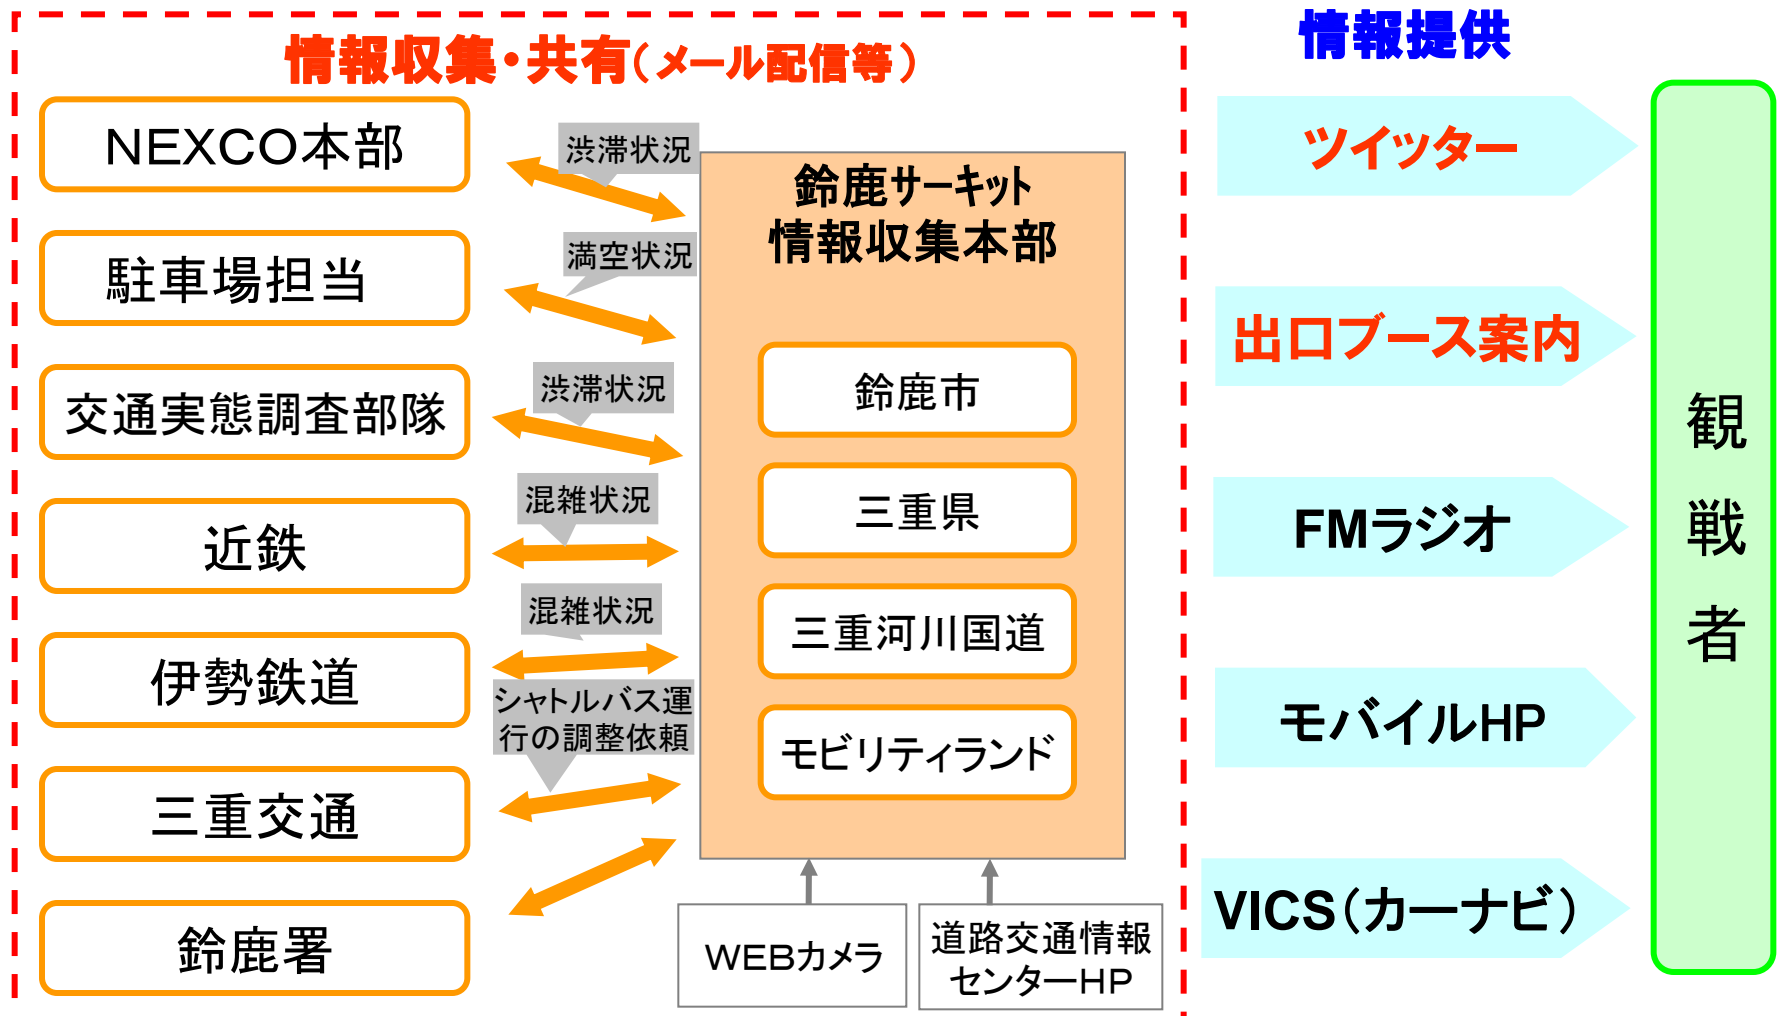 情報収集・共有(メール配信等)
NEXCO本部
駐車場担当
交通実態調査部隊
近鉄
伊勢鉄道
三重交通
鈴鹿署
渋滞状況
満空状況
渋滞状況
混雑状況
混雑状況
シャトルバス運
行の調整依頼
鈴鹿サーキット
情報収集本部
鈴鹿市
三重県
三重河川国道
モビリティランド
WEBカメラ
道路交通情報
センターHP
情報提供
ツイッター
出口ブース案内
FMラジオ
モバイルHP
VICS(カーナビ)
観戦者